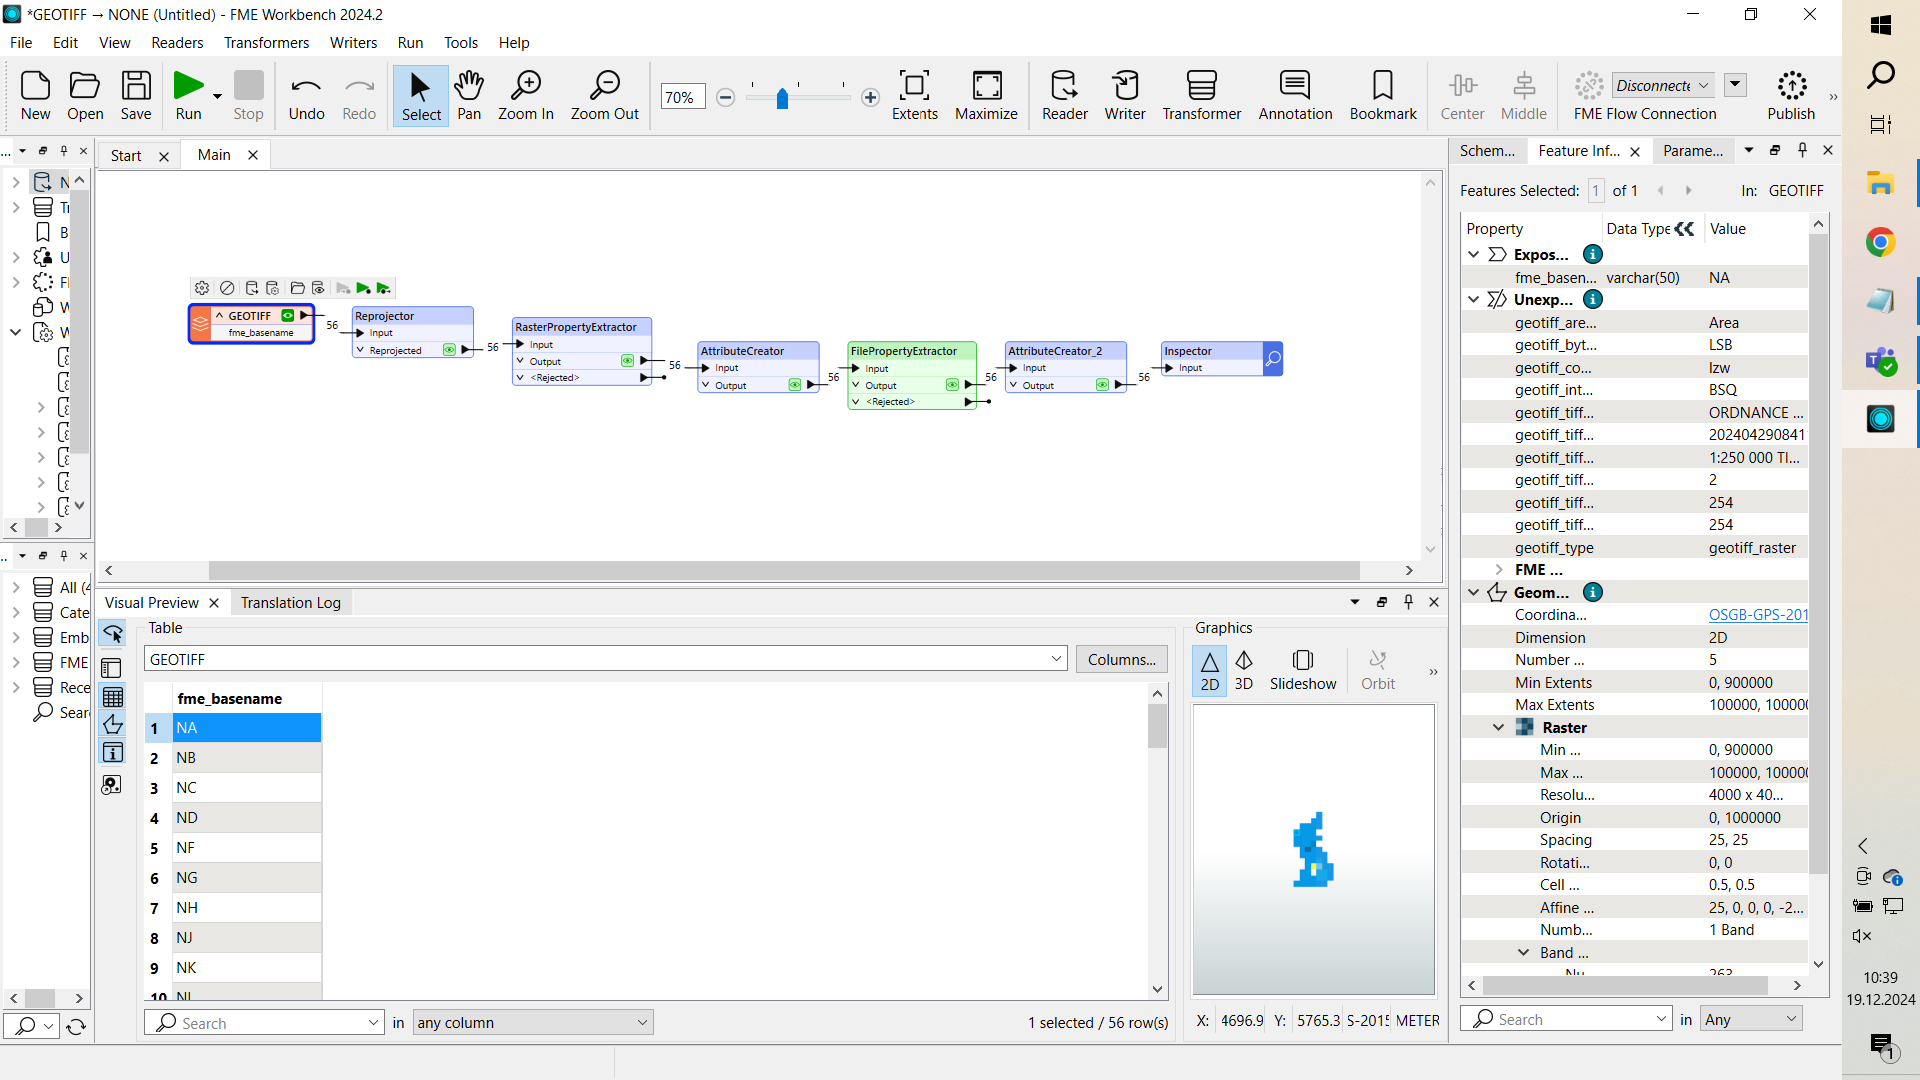 *GEOTIFF → NONE (Untitled) - FME Workbench 2024.2
File Edit View Readers Transformers Writers Run Tools Help
New Open Save Run Stop Undo Redo Select Pan Zoom In Zoom Out 70% Extents Maximize Reader Writer Transformer Annotation Bookmark Center Middle Disconnecte FME Flow Connection Publish
Start Main
GEOTIFF
fme_basename
56
Reprojector
Input
Reprojected
56
RasterPropertyExtractor
Input
Output
<Rejected>
56
AttributeCreator
Input
Output
56
FilePropertyExtractor
Input
Output
<Rejected>
56
AttributeCreator_2
Input
Output
56
Inspector
Input
N
Tr
B
U
Fl
W
W
All (4
Cate
Emb
FME
Rece
Sear
Visual Preview Translation Log
Table
GEOTIFF
Columns...
fme_basename
1 NA
2 NB
3 NC
4 ND
5 NF
6 NG
7 NH
8 NJ
9 NK
10 NL
Search in any column 1 selected / 56 row(s)
Graphics
2D 3D Slideshow Orbit
X: 4696.9 Y: 5765.3 S-2015 METER
Schem... Feature Inf... Parame...
Features Selected: 1 of 1 In: GEOTIFF
Property Data Type Value
Expos...
fme_basen... varchar(50) NA
Unexp...
geotiff_are... Area
geotiff_byt... LSB
geotiff_co... lzw
geotiff_int... BSQ
geotiff_tiff... ORDNANCE ...
geotiff_tiff... 202404290841
geotiff_tiff... 1:250 000 TI...
geotiff_tiff... 2
geotiff_tiff... 254
geotiff_tiff... 254
geotiff_type geotiff_raster
FME ...
Geom...
Coordina... OSGB-GPS-201
Dimension 2D
Number ... 5
Min Extents 0, 900000
Max Extents 100000, 10000
Raster
Min ... 0, 900000
Max ... 100000, 10000
Resolu... 4000 x 40...
Origin 0, 1000000
Spacing 25, 25
Rotati... 0, 0
Cell ... 0.5, 0.5
Affine ... 25, 0, 0, 0, -2...
Numb... 1 Band
Band ...
Nu 263
Search in Any
10:39
19.12.2024
1